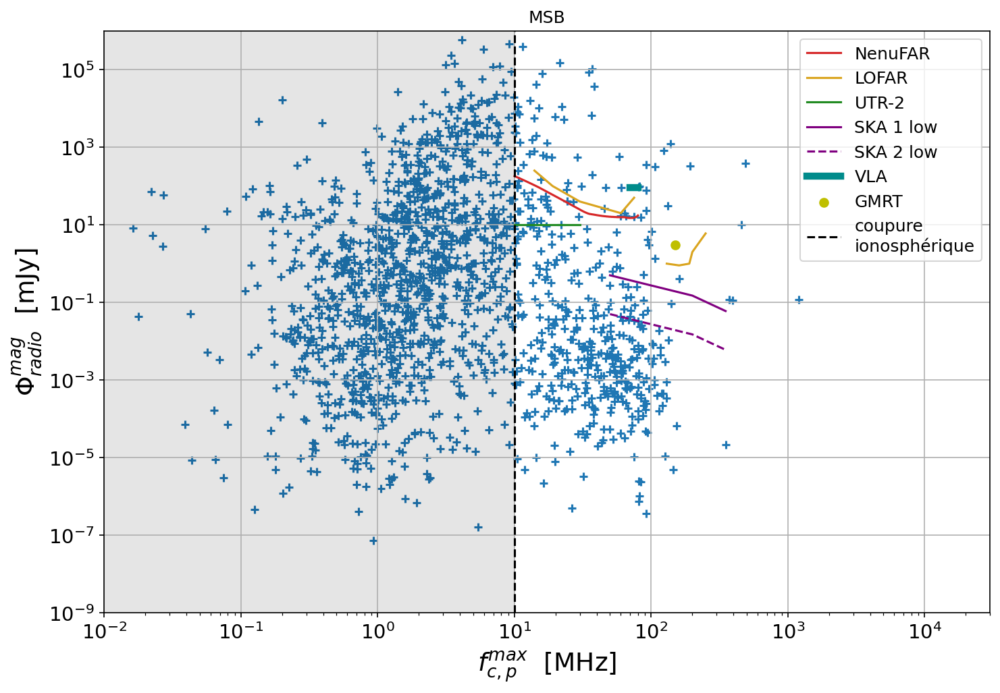 MSB
Φ^{mag}_{radio} [mJy]
10^5
10^3
10^1
10^{−1}
10^{−3}
10^{−5}
10^{−7}
10^{−9}
NenuFAR
LOFAR
UTR-2
SKA 1 low
SKA 2 low
VLA
GMRT
coupure
ionosphérique
10^{−2} 10^{−1} 10^0 10^1 10^2 10^3 10^4
f^{max}_{c, p} [MHz]